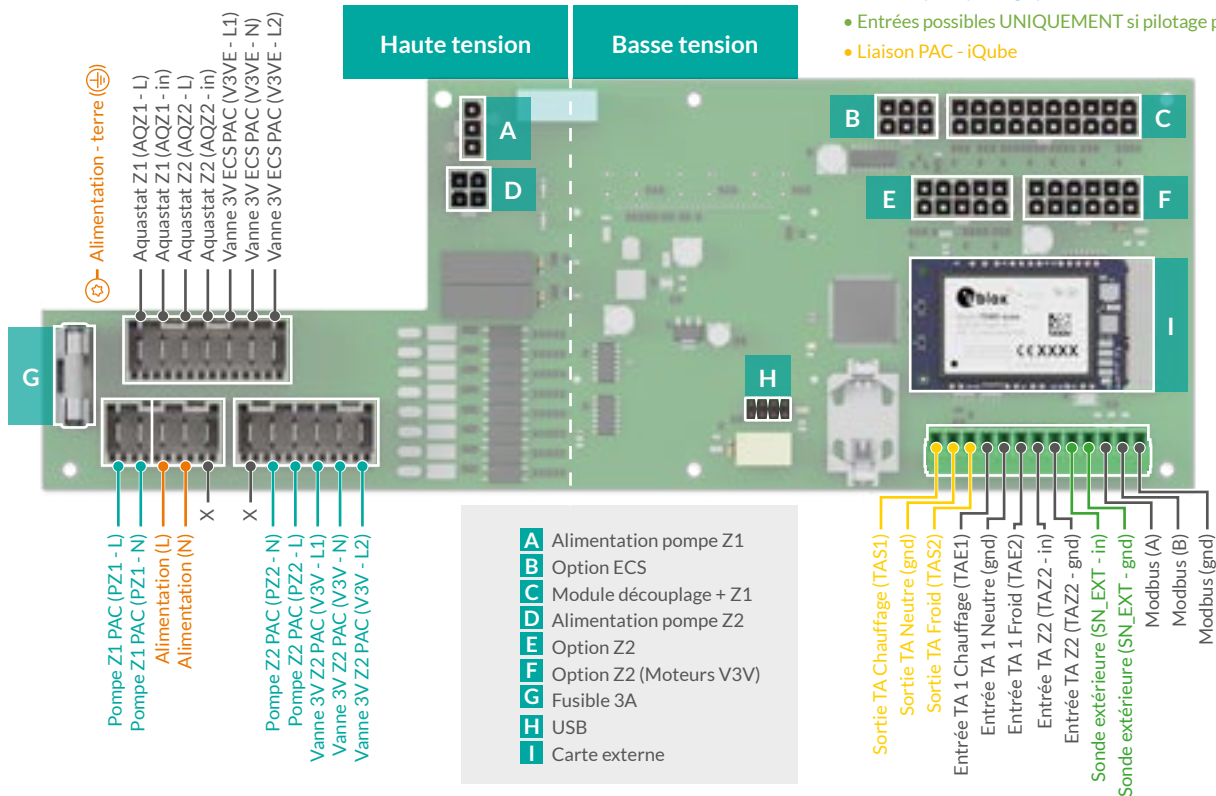 Haute tension
Basse tension
• Entrées possibles UNIQUEMENT si pilotage p
• Liaison PAC - iQube
Alimentation - terre
Aquastat Z1 (AQZ1 - L)
Aquastat Z1 (AQZ1 - in)
Aquastat Z2 (AQZ2 - L)
Aquastat Z2 (AQZ2 - in)
Vanne 3V ECS PAC (V3VE - L1)
Vanne 3V ECS PAC (V3VE - N)
Vanne 3V ECS PAC (V3VE - L2)
A
B
C
D
E
F
G
H
I
blox
CE XXXX
Pompe Z1 PAC (PZ1 - L)
Pompe Z1 PAC (PZ1 - N)
Alimentation (L)
Alimentation (N)
X
X
Pompe Z2 PAC (PZ2 - N)
Pompe Z2 PAC (PZ2 - L)
Vanne 3V Z2 PAC (V3V - L1)
Vanne 3V Z2 PAC (V3V - N)
Vanne 3V Z2 PAC (V3V - L2)
A Alimentation pompe Z1
B Option ECS
C Module découplage + Z1
D Alimentation pompe Z2
E Option Z2
F Option Z2 (Moteurs V3V)
G Fusible 3A
H USB
I Carte externe
Sortie TA Chauffage (TAS1)
Sortie TA Neutre (gnd)
Sortie TA Froid (TAS2)
Entrée TA 1 Chauffage (TAE1)
Entrée TA 1 Neutre (gnd)
Entrée TA 1 Froid (TAE2)
Entrée TA Z2 (TAZ2 - in)
Entrée TA Z2 (TAZ2 - gnd)
Sonde extérieure (SN_EXT - in)
Sonde extérieure (SN_EXT - gnd)
Modbus (A)
Modbus (B)
Modbus (gnd)